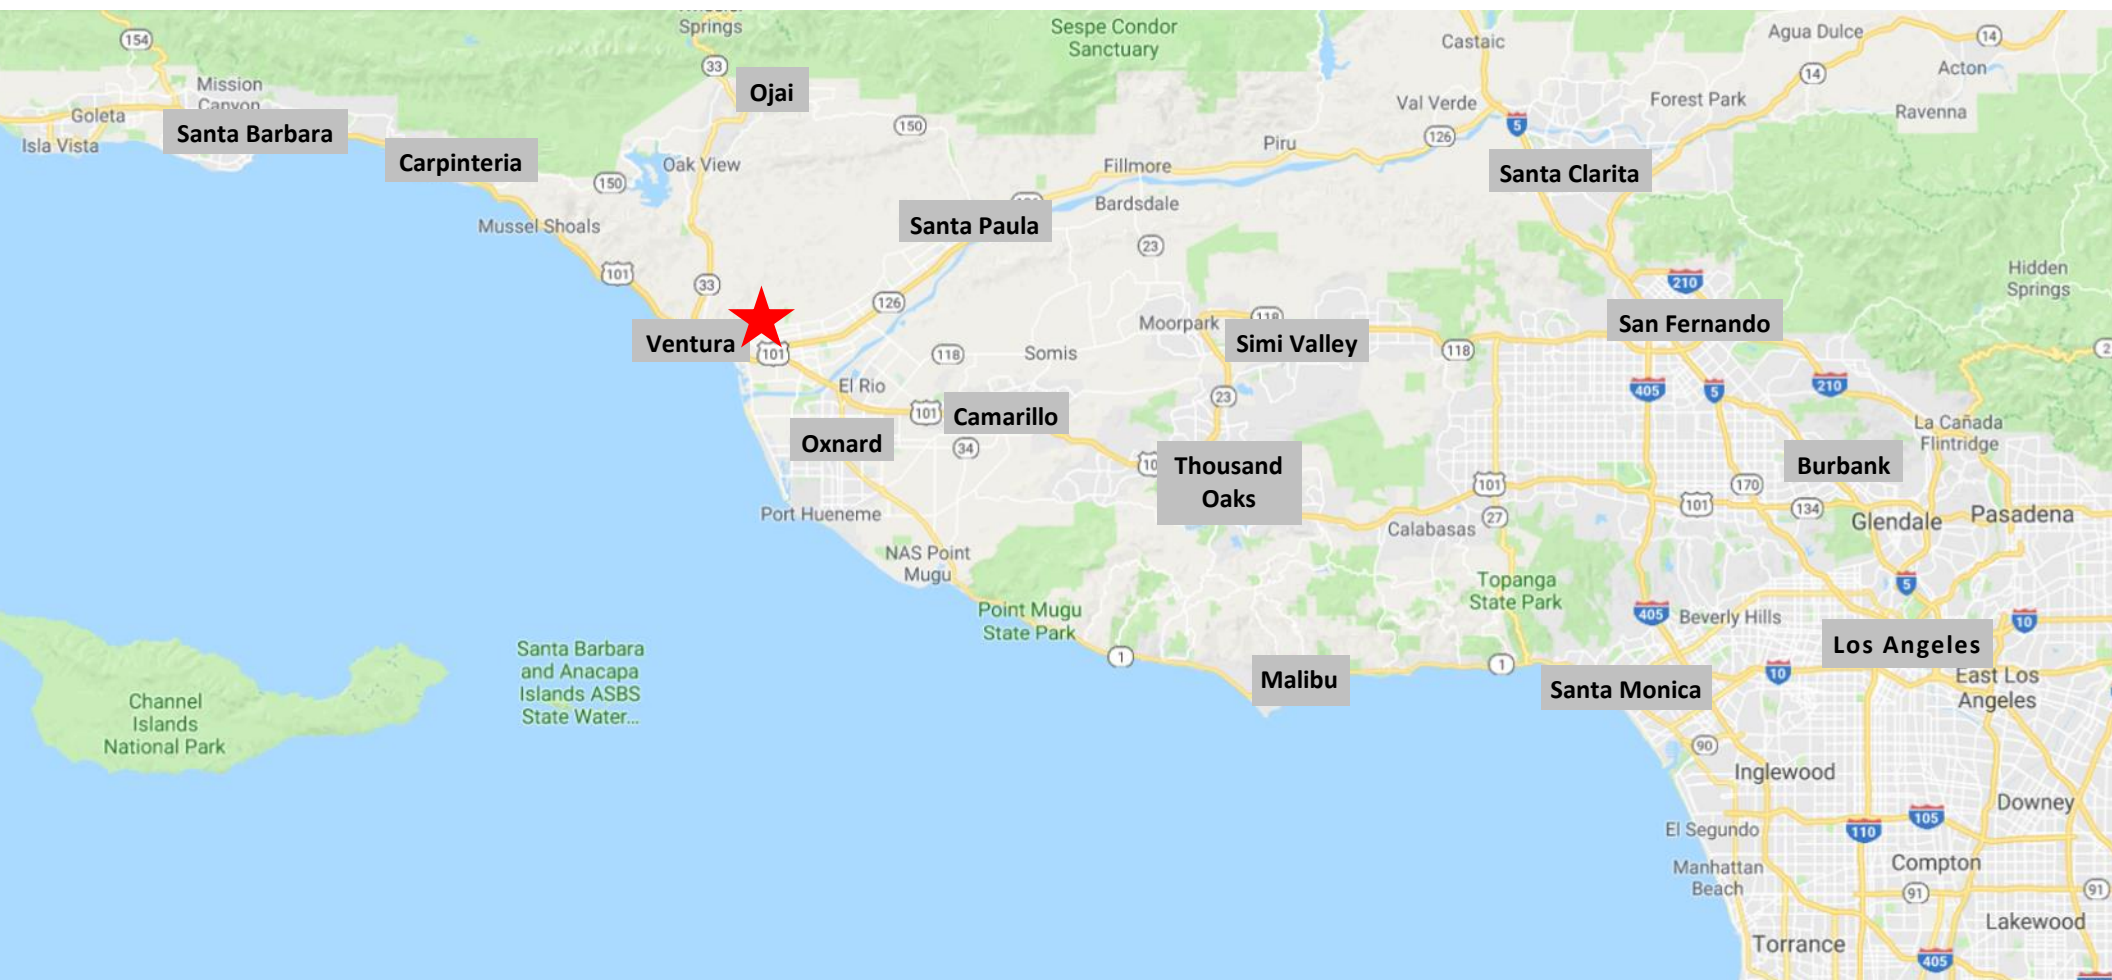 Springs
Sespe Condor
Sanctuary
Castaic
Agua Dulce
14
154
33
14
Acton
Mission
Canyon
Ojai
Val Verde
Forest Park
Ravenna
Goleta
Isla Vista
Santa Barbara
150
5
126
Piru
Carpinteria
Oak View
Fillmore
Santa Clarita
150
Bardsdale
Mussel Shoals
Santa Paula
23
101
33
126
210
Hidden
Springs
Ventura
101
118
Somis
Moorpark
118
Simi Valley
118
San Fernando
El Rio
101
Camarillo
23
405
5
210
Oxnard
34
La Cañada
Flintridge
Thousand
Oaks
101
Burbank
170
Port Hueneme
Calabasas
27
101
134
Glendale
Pasadena
NAS Point
Mugu
Point Mugu
State Park
Topanga
State Park
5
405
Beverly Hills
10
Santa Barbara
and Anacapa
Islands ASBS
State Water...
1
Malibu
1
Santa Monica
10
Los Angeles
East Los
Angeles
Channel
Islands
National Park
90
Inglewood
Downey
El Segundo
110
105
Manhattan
Beach
Compton
91
91
Lakewood
Torrance
405